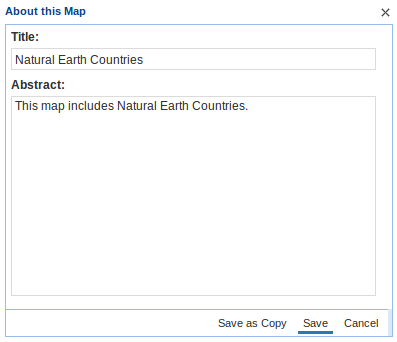 About this Map
Title:
Natural Earth Countries
Abstract:
This map includes Natural Earth Countries.
Save as Copy Save Cancel